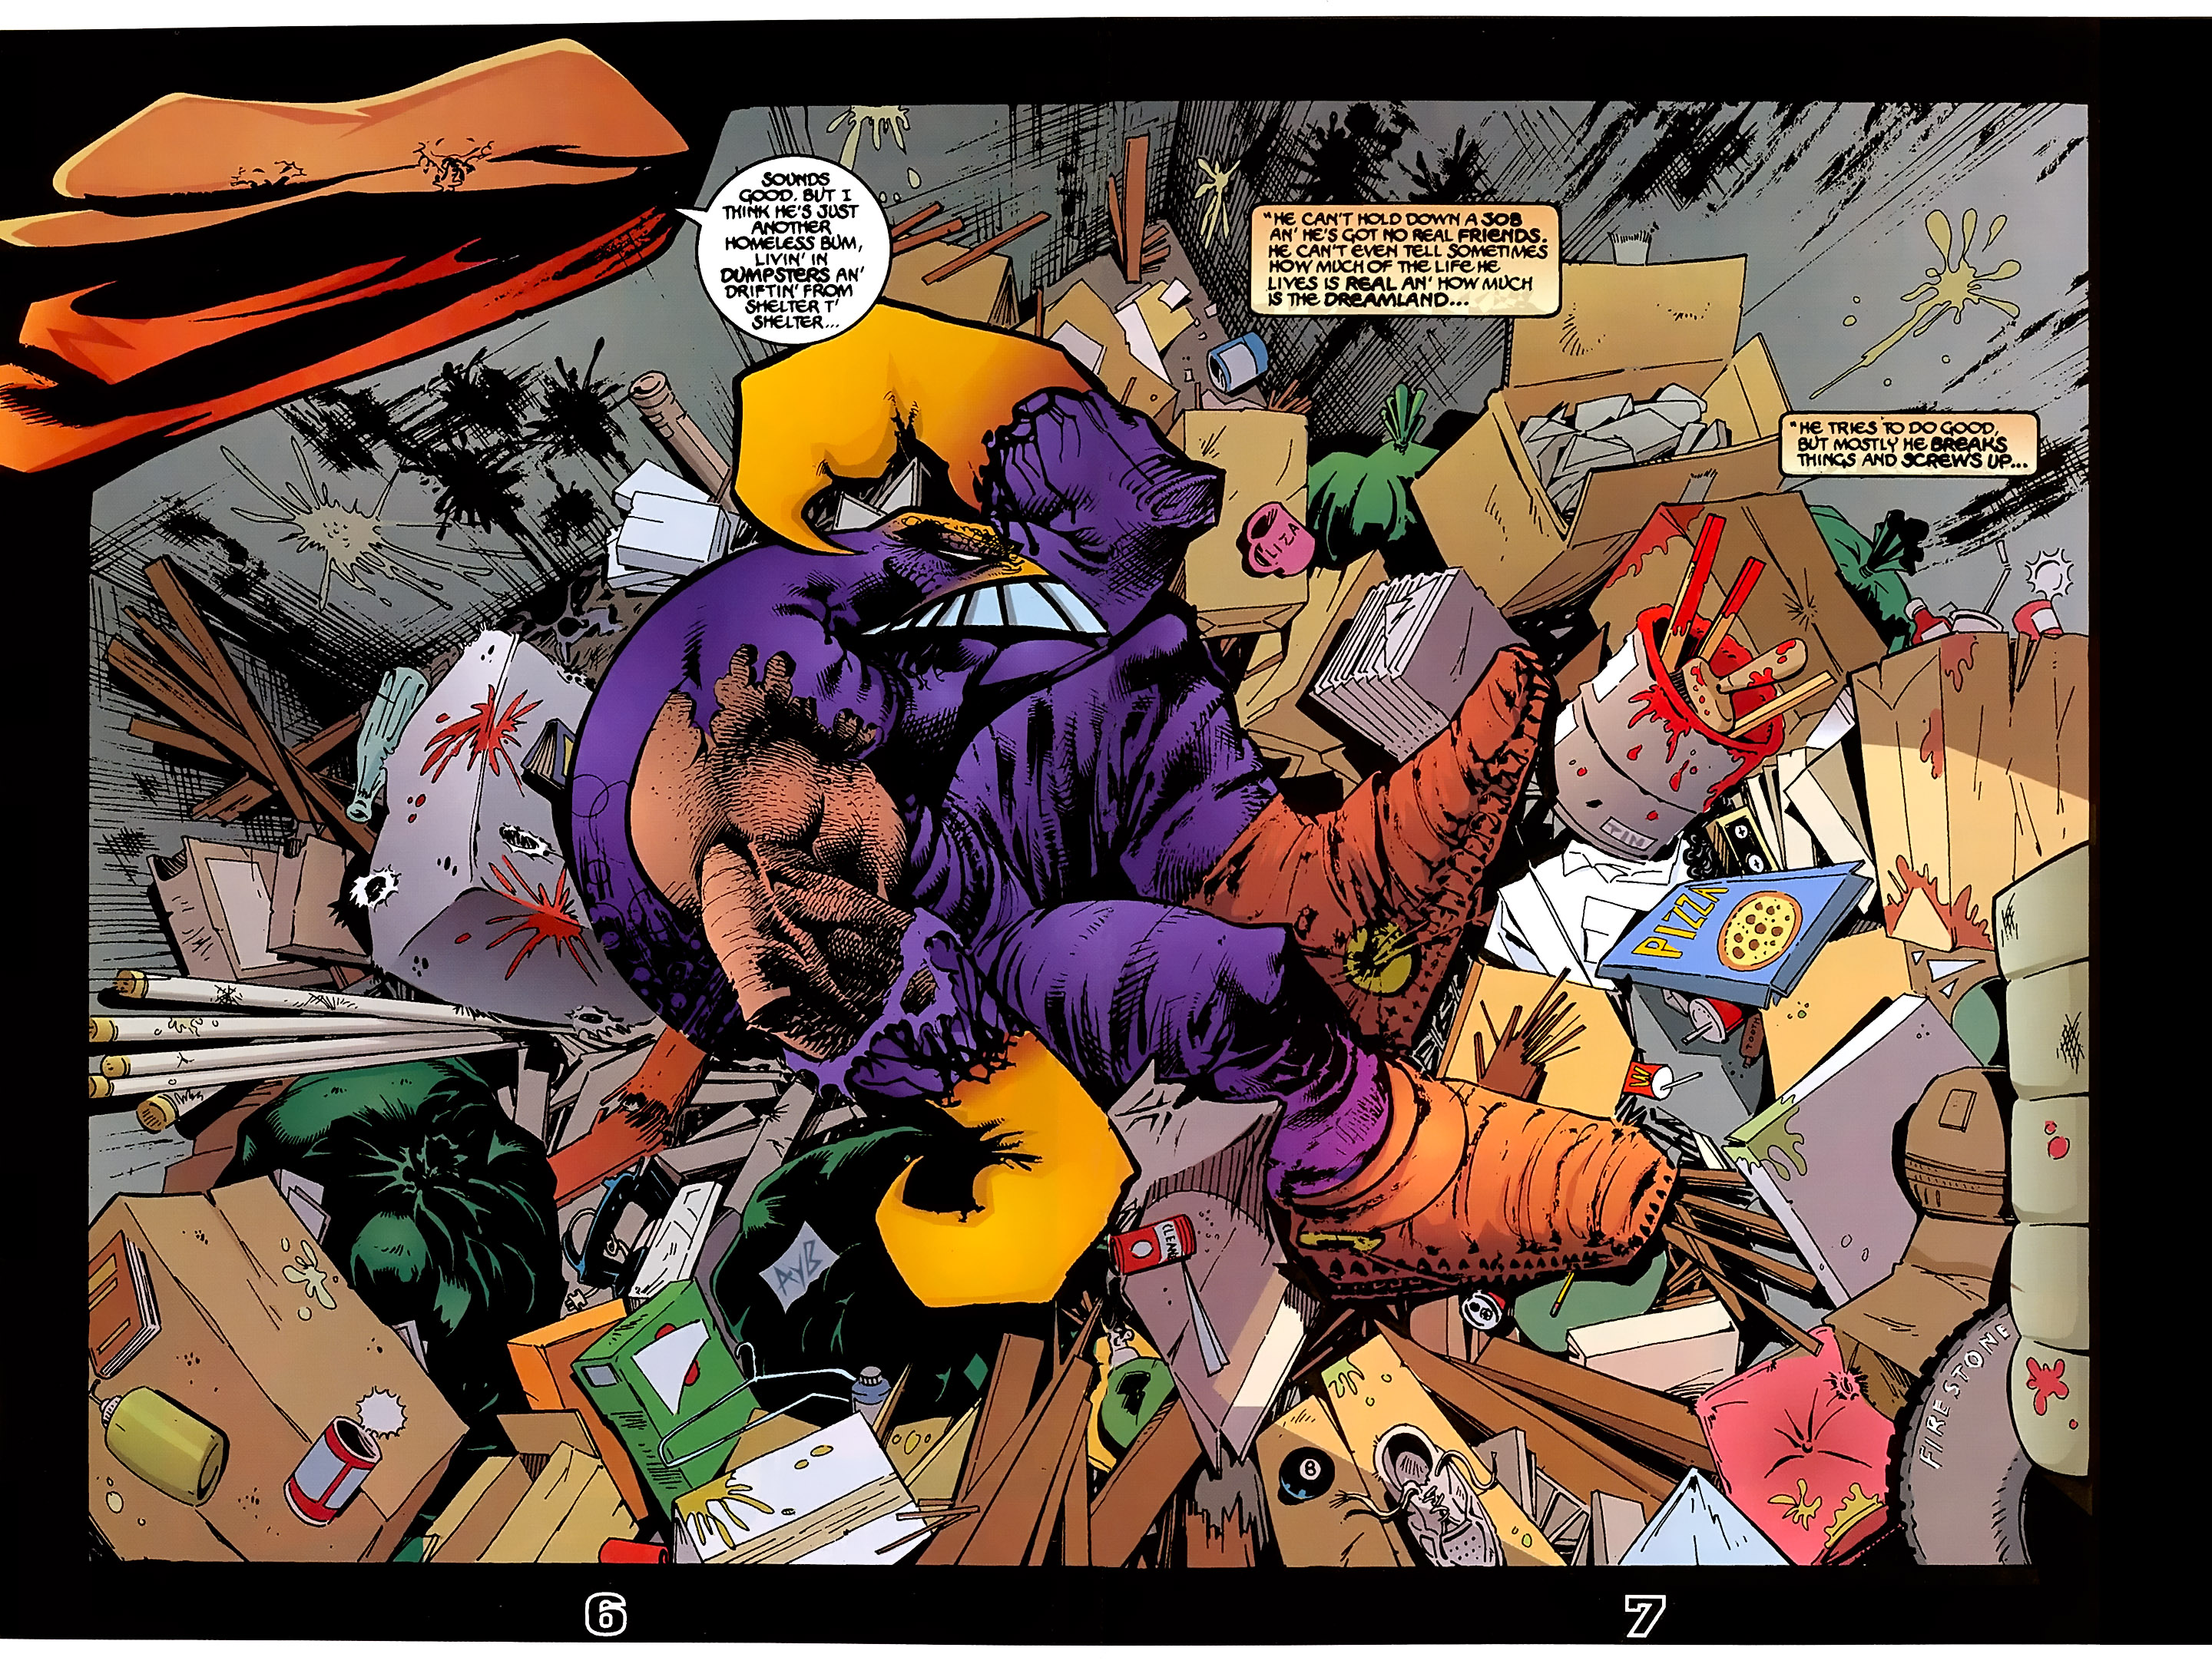 SOUNDS
GOOD. BUT I
THINK HE'S JUST
ANOTHER
HOMELESS BUM,
LIVIN' IN
DUMPSTERS AN'
DRIFTIN' FROM
SHELTER T'
SHELTER...
"HE CAN'T HOLD DOWN A JOB
AN' HE'S GOT NO REAL FRIENDS.
HE CAN'T EVEN TELL SOMETIMES
HOW MUCH OF THE LIFE HE
LIVES IS REAL AN' HOW MUCH
IS THE DREAMLAND...
"HE TRIES TO DO GOOD,
BUT MOSTLY HE BREAKS
THINGS AND SCREWS UP...
LIZA
PIZZA
TOOTH
W
CLEAN
AYB
8
FIRESTONE
6
7